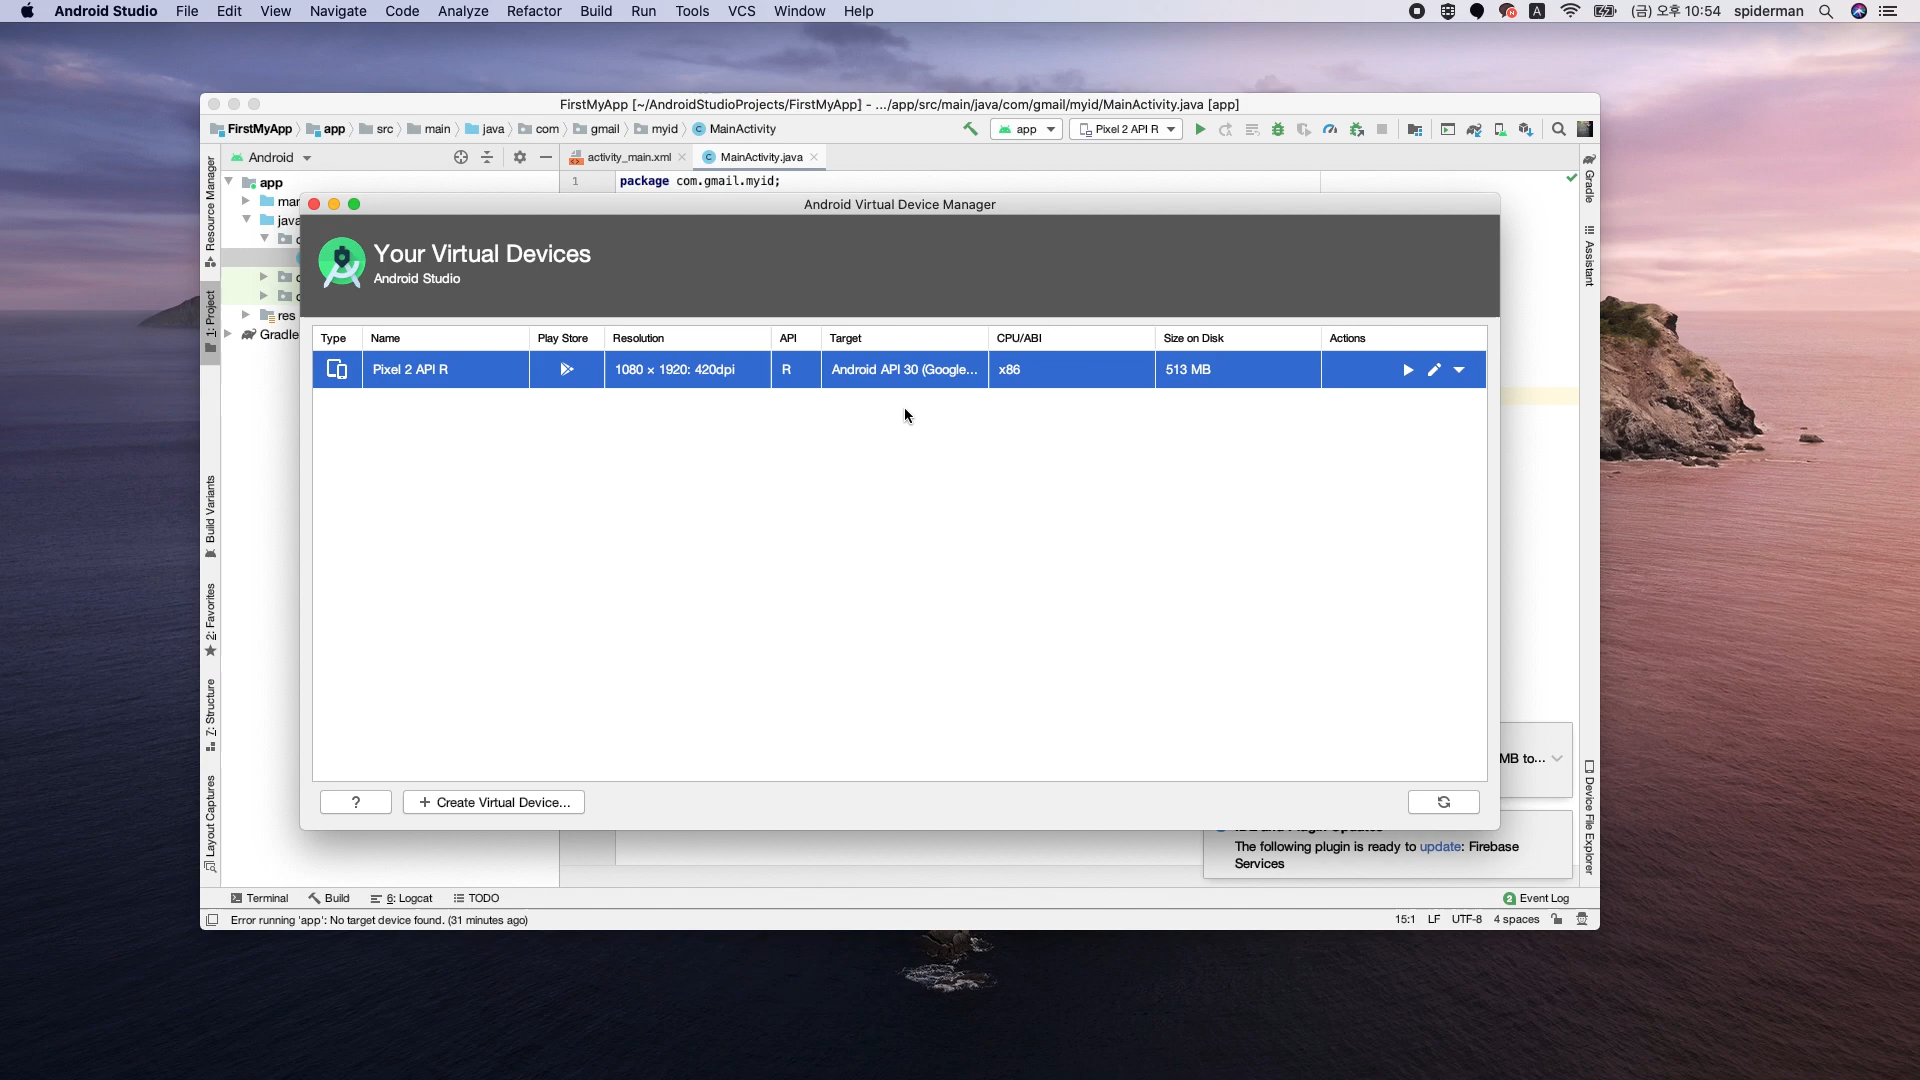 Android Studio File Edit View Navigate Code Analyze Refactor Build Run Tools VCS Window Help A (금) 오후 10:54 spiderman
FirstMyApp [~/AndroidStudioProjects/FirstMyApp] - .../app/src/main/java/com/gmail/myid/MainActivity.java [app]
FirstMyApp app src main java com gmail myid MainActivity app Pixel 2 API R
Android activity_main.xml MainActivity.java
app 1 package com.gmail.myid;
java
res
Gradle
Resource Manager
1: Project
Build Variants
2: Favorites
7: Structure
Layout Captures
Android Virtual Device Manager
Your Virtual Devices
Android Studio
Type Name Play Store Resolution API Target CPU/ABI Size on Disk Actions
Pixel 2 API R 1080 × 1920: 420dpi R Android API 30 (Google... x86 513 MB
? + Create Virtual Device...
MB to...
The following plugin is ready to update: Firebase
Services
Gradle
Assistant
Device File Explorer
Terminal Build 6: Logcat TODO 2 Event Log
Error running 'app': No target device found. (31 minutes ago) 15:1 LF UTF-8 4 spaces